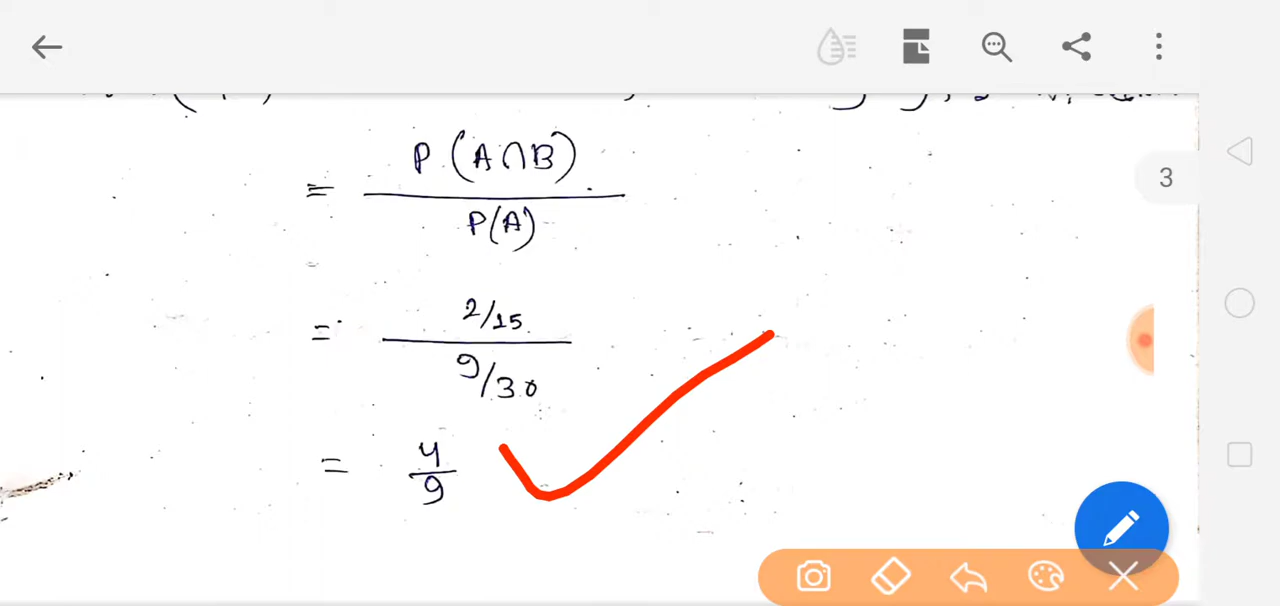 3
= P(A∩B) / P(A)
= 2/15 / 9/30
= 4/9